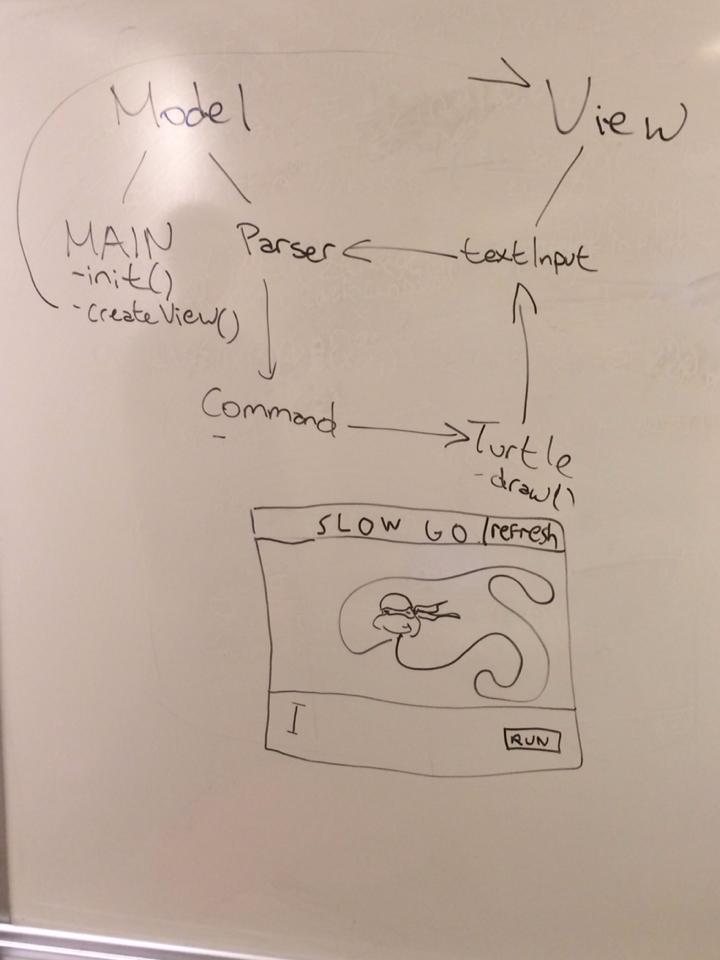 Model
View
MAIN
-init()
-createView()
Parser
textInput
Command
-
Turtle
-draw()
SLOW GO
refresh
I
RUN